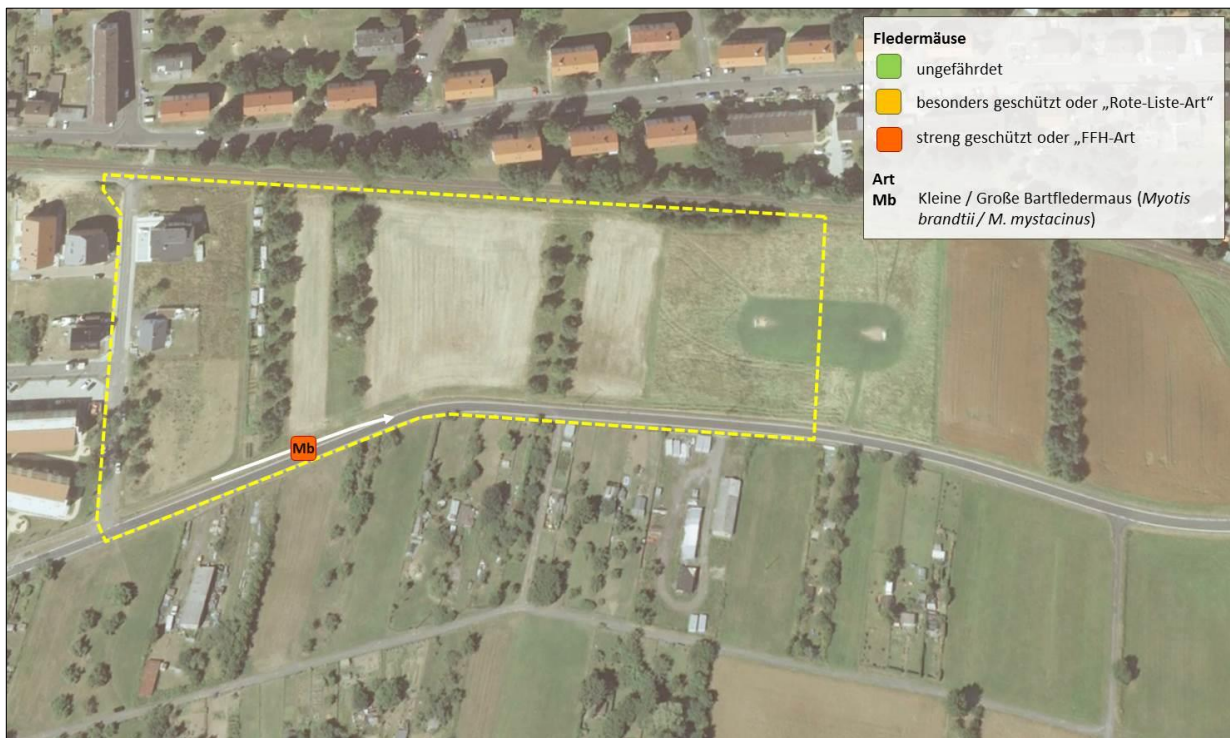 Fledermäuse
ungefährdet
besonders geschützt oder „Rote-Liste-Art“
streng geschützt oder „FFH-Art
Art
Mb Kleine / Große Bartfledermaus (Myotis
brandtii / M. mystacinus)
Mb